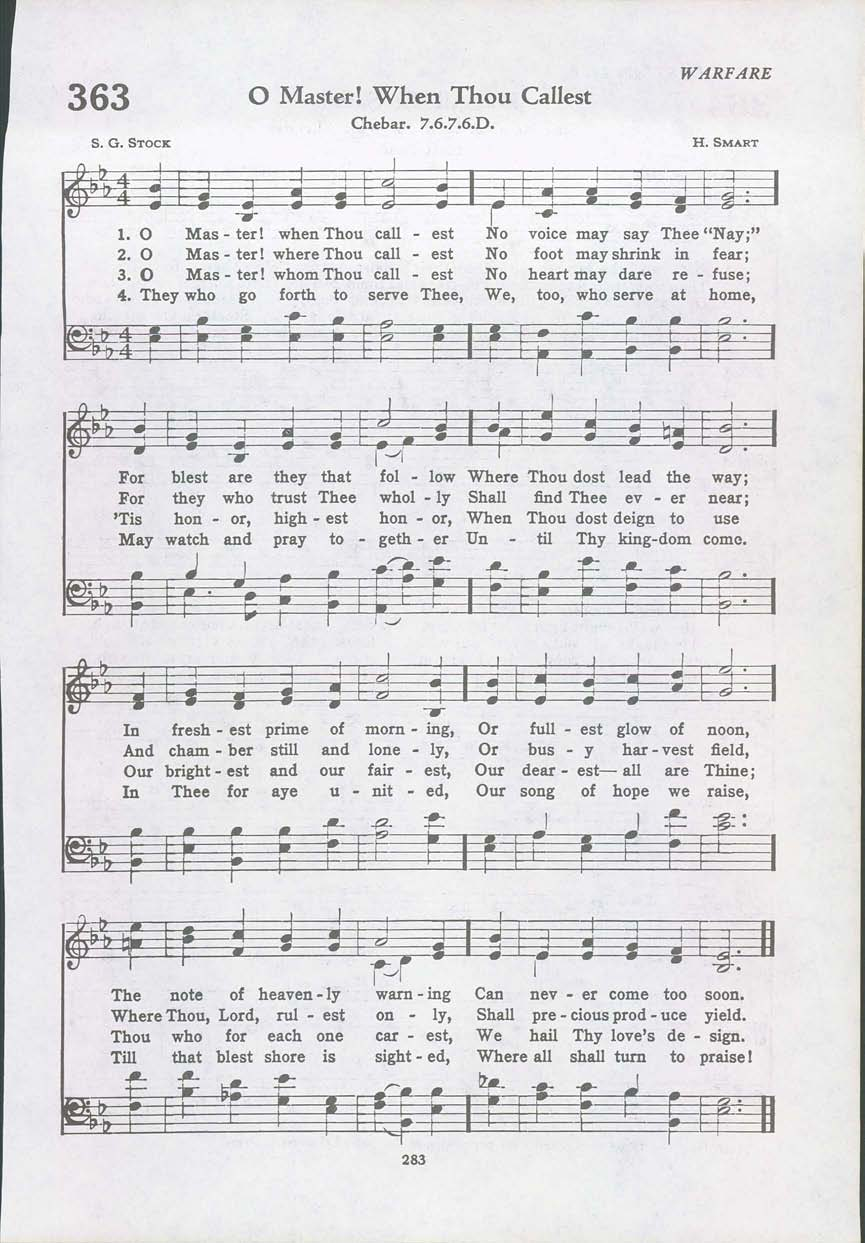 WARFARE
363
O Master! When Thou Callest
Chebar. 7.6.7.6.D.
S. G. STOCK H. SMART
1. O Mas - ter! when Thou call - est No voice may say Thee “Nay;”
2. O Mas - ter! where Thou call - est No foot may shrink in fear;
3. O Mas - ter! whom Thou call - est No heart may dare re - fuse;
4. They who go forth to serve Thee, We, too, who serve at home,
For blest are they that fol - low Where Thou dost lead the way;
For they who trust Thee whol - ly Shall find Thee ev - er near;
’Tis hon - or, high - est hon - or, When Thou dost deign to use
May watch and pray to - geth - er Un - til Thy king-dom come.
In fresh - est prime of morn - ing, Or full - est glow of noon,
And cham - ber still and lone - ly, Or bus - y har - vest field,
Our bright - est and our fair - est, Our dear - est— all are Thine;
In Thee for aye u - nit - ed, Our song of hope we raise,
The note of heaven - ly warn - ing Can nev - er come too soon.
Where Thou, Lord, rul - est on - ly, Shall pre - cious prod - uce yield.
Thou who for each one car - est, We hail Thy love's de - sign.
Till that blest shore is sight - ed, Where all shall turn to praise!
283